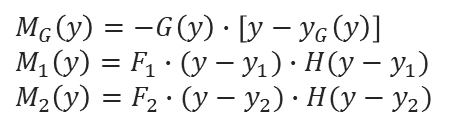 M_G(y) = −G(y) · [y − y_G(y)]
M_1(y) = F_1 · (y − y_1) · H(y − y_1)
M_2(y) = F_2 · (y − y_2) · H(y − y_2)